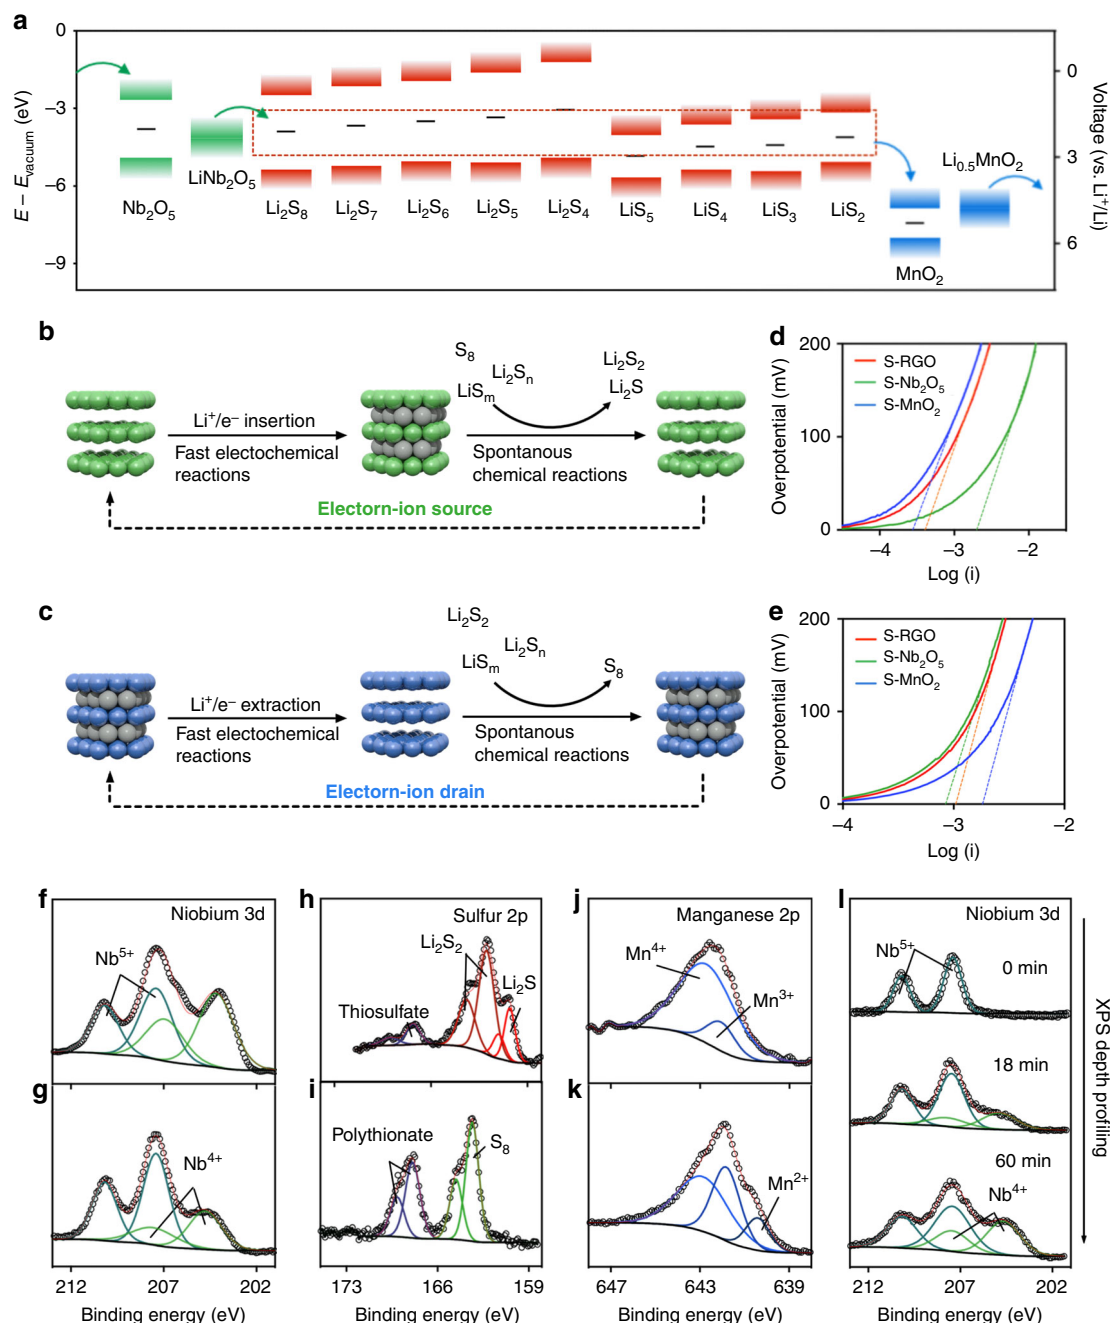 a
0
−3
−6
−9
E − Evacuum (eV)
0
3
6
Voltage (vs. Li⁺/Li)
Nb₂O₅
LiNb₂O₅
Li₂S₈
Li₂S₇
Li₂S₆
Li₂S₅
Li₂S₄
LiS₅
LiS₄
LiS₃
LiS₂
MnO₂
Li₀.₅MnO₂
b
Li⁺/e⁻ insertion
Fast electochemical
reactions
S₈
Li₂Sₙ
LiSₘ
Li₂S₂
Li₂S
Spontanous
chemical reactions
Electorn-ion source
d
200
100
0
Overpotential (mV)
S-RGO
S-Nb₂O₅
S-MnO₂
−4
−3
−2
Log (i)
c
Li⁺/e⁻ extraction
Fast electochemical
reactions
Li₂S₂
Li₂Sₙ
LiSₘ
S₈
Spontanous
chemical reactions
Electorn-ion drain
e
200
100
0
Overpotential (mV)
S-RGO
S-Nb₂O₅
S-MnO₂
−4
−3
−2
Log (i)
f
Niobium 3d
Nb⁵⁺
g
Nb⁴⁺
212
207
202
Binding energy (eV)
h
Sulfur 2p
Li₂S₂
Li₂S
Thiosulfate
i
Polythionate
S₈
173
166
159
Binding energy (eV)
j
Manganese 2p
Mn⁴⁺
Mn³⁺
k
Mn²⁺
647
643
639
Binding energy (eV)
l
Niobium 3d
Nb⁵⁺
0 min
18 min
60 min
Nb⁴⁺
212
207
202
Binding energy (eV)
XPS depth profiling